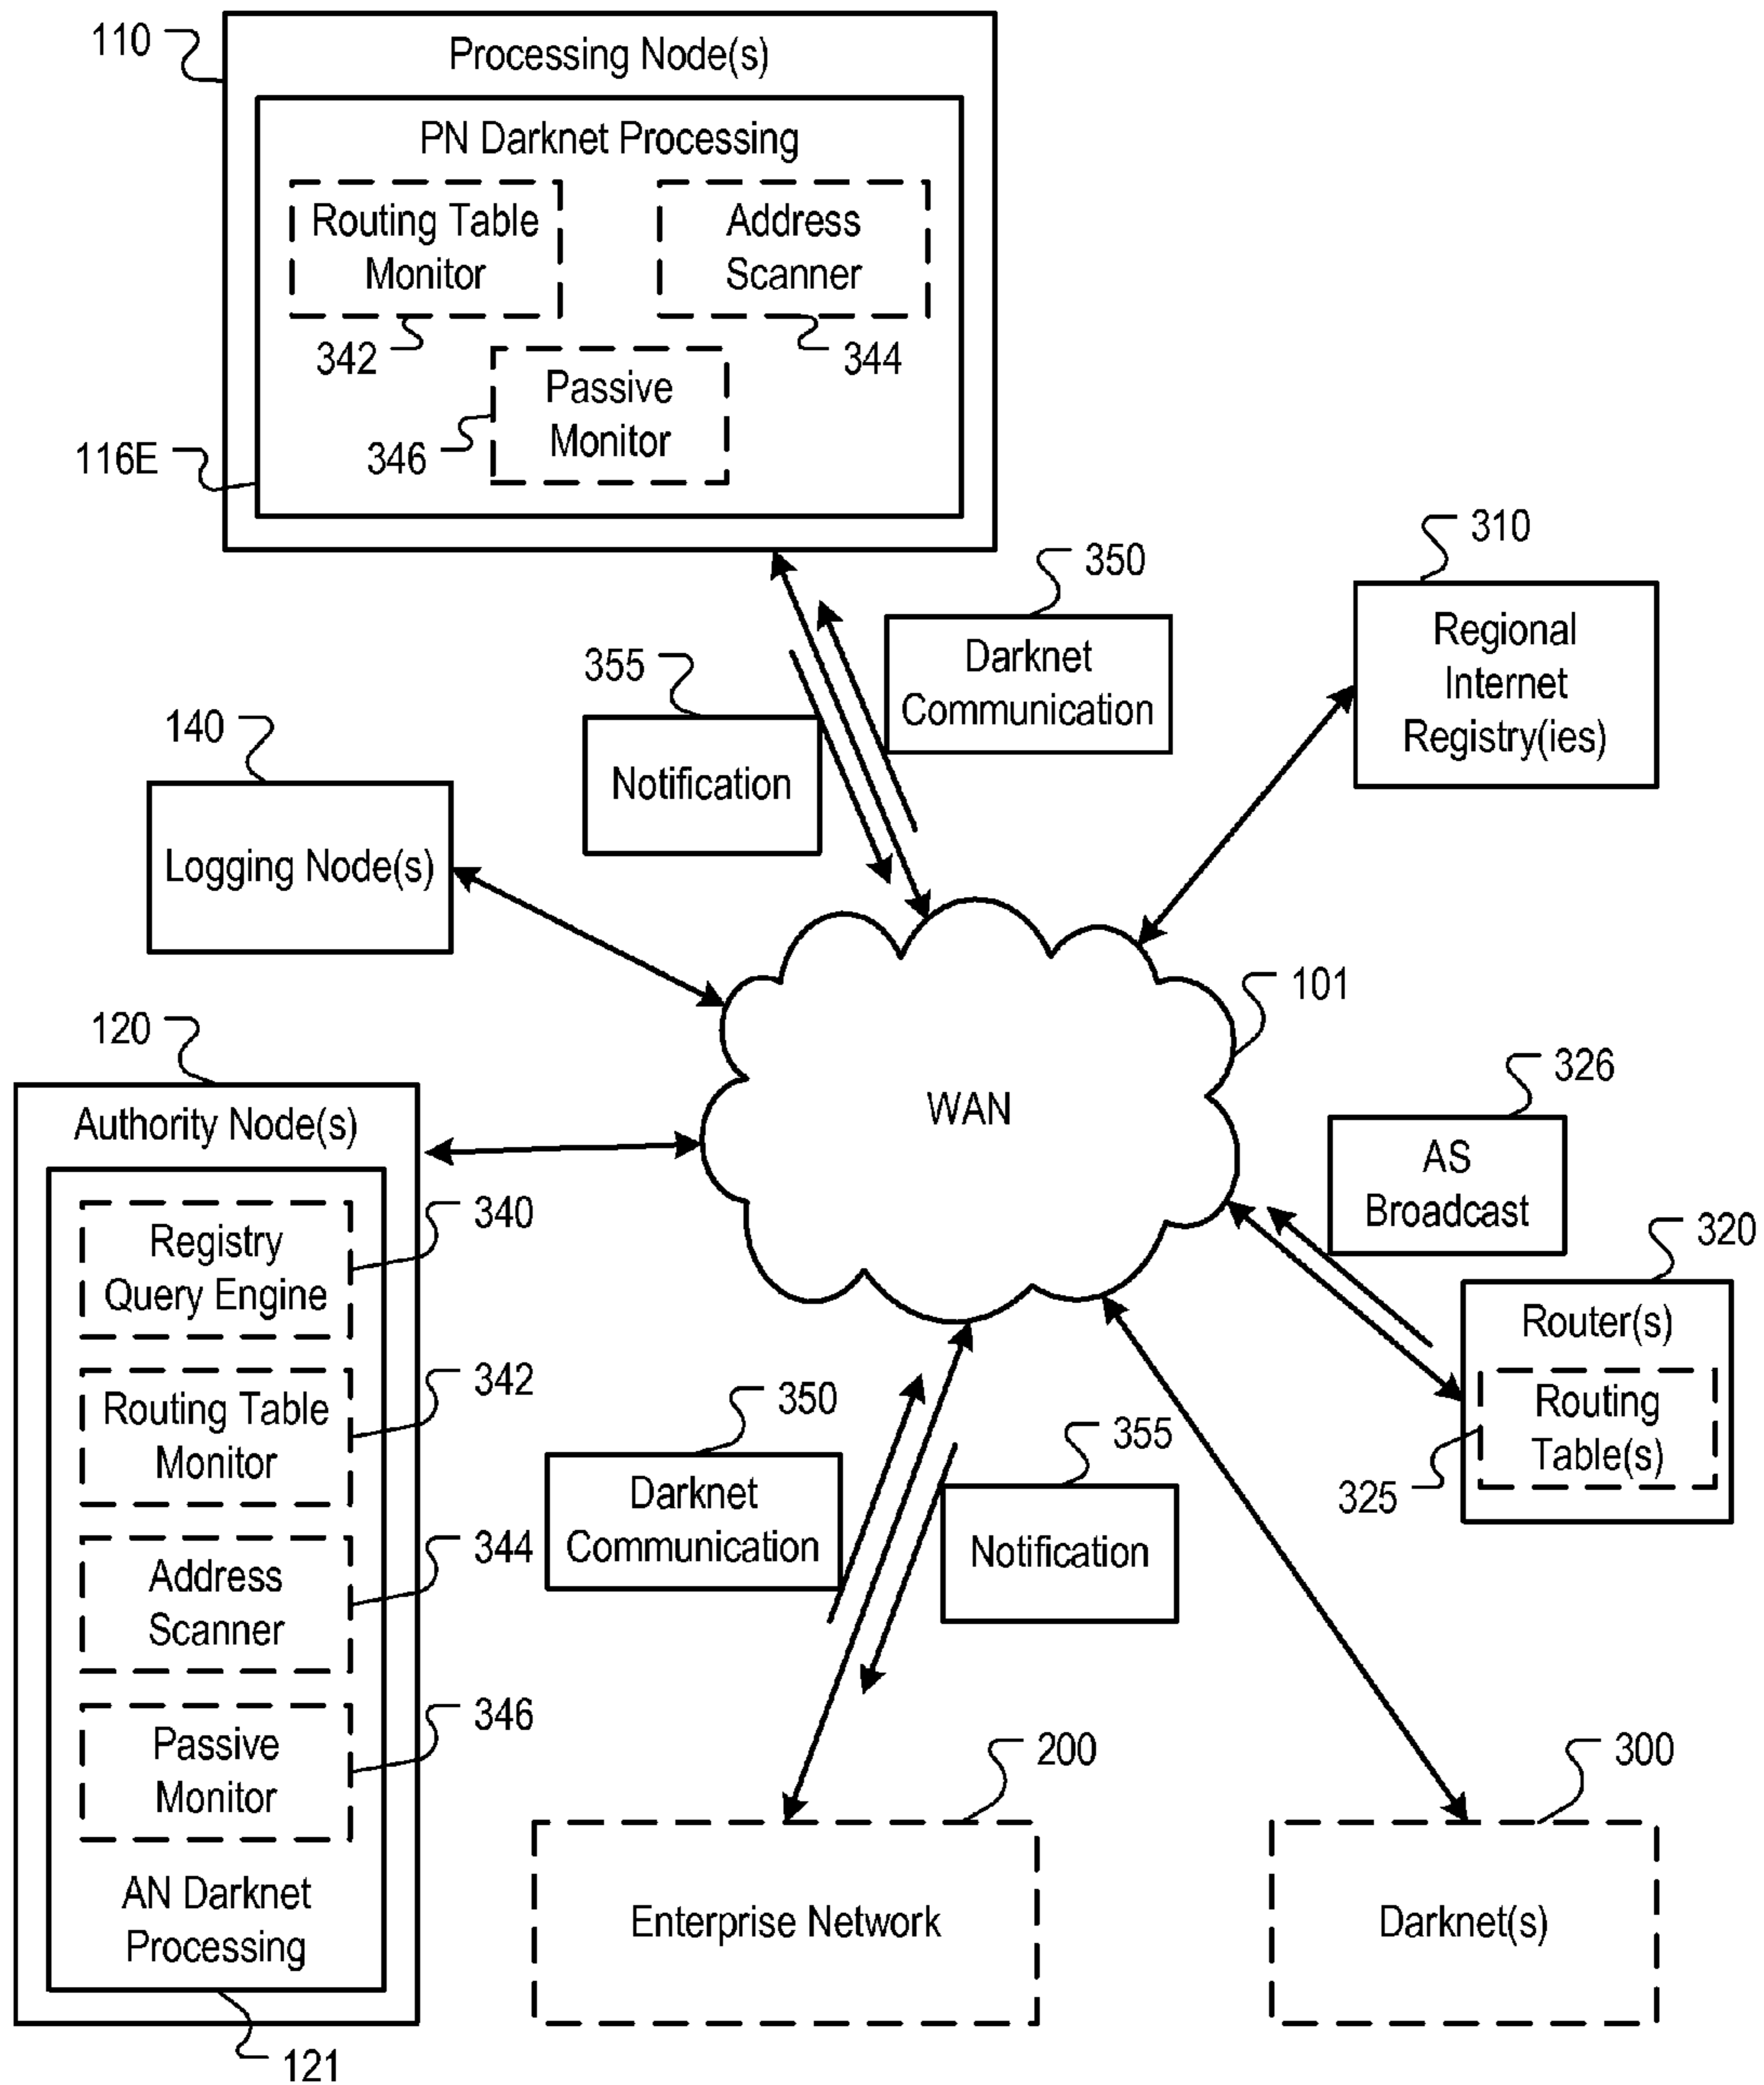 110
Processing Node(s)
PN Darknet Processing
Routing Table
Monitor
Address
Scanner
342
344
Passive
Monitor
346
116E
350
Darknet
Communication
310
Regional
Internet
Registry(ies)
355
Notification
140
Logging Node(s)
101
WAN
120
Authority Node(s)
340
Registry
Query Engine
342
Routing Table
Monitor
344
Address
Scanner
346
Passive
Monitor
AN Darknet
Processing
121
326
AS
Broadcast
320
Router(s)
Routing
Table(s)
325
350
Darknet
Communication
355
Notification
200
Enterprise Network
300
Darknet(s)